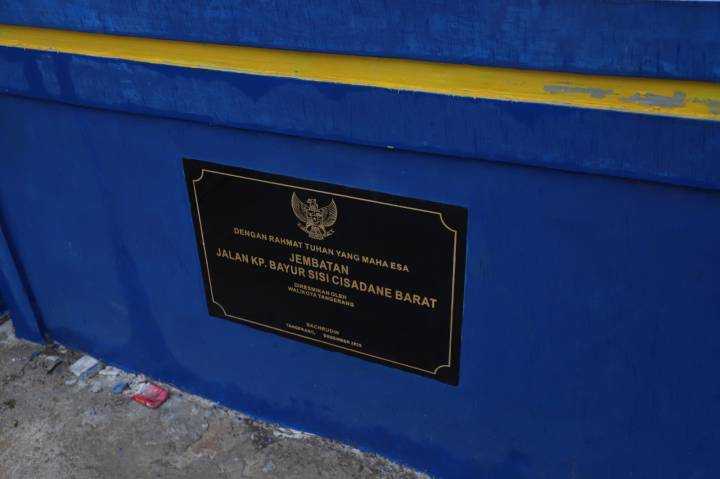 DENGAN RAHMAT TUHAN YANG MAHA ESA
JEMBATAN
JALAN KP. BAYUR SISI CISADANE BARAT
DIRESMIKAN OLEH
WALIKOTA TANGERANG
SACHRUDIN
TANGERANG, DESEMBER